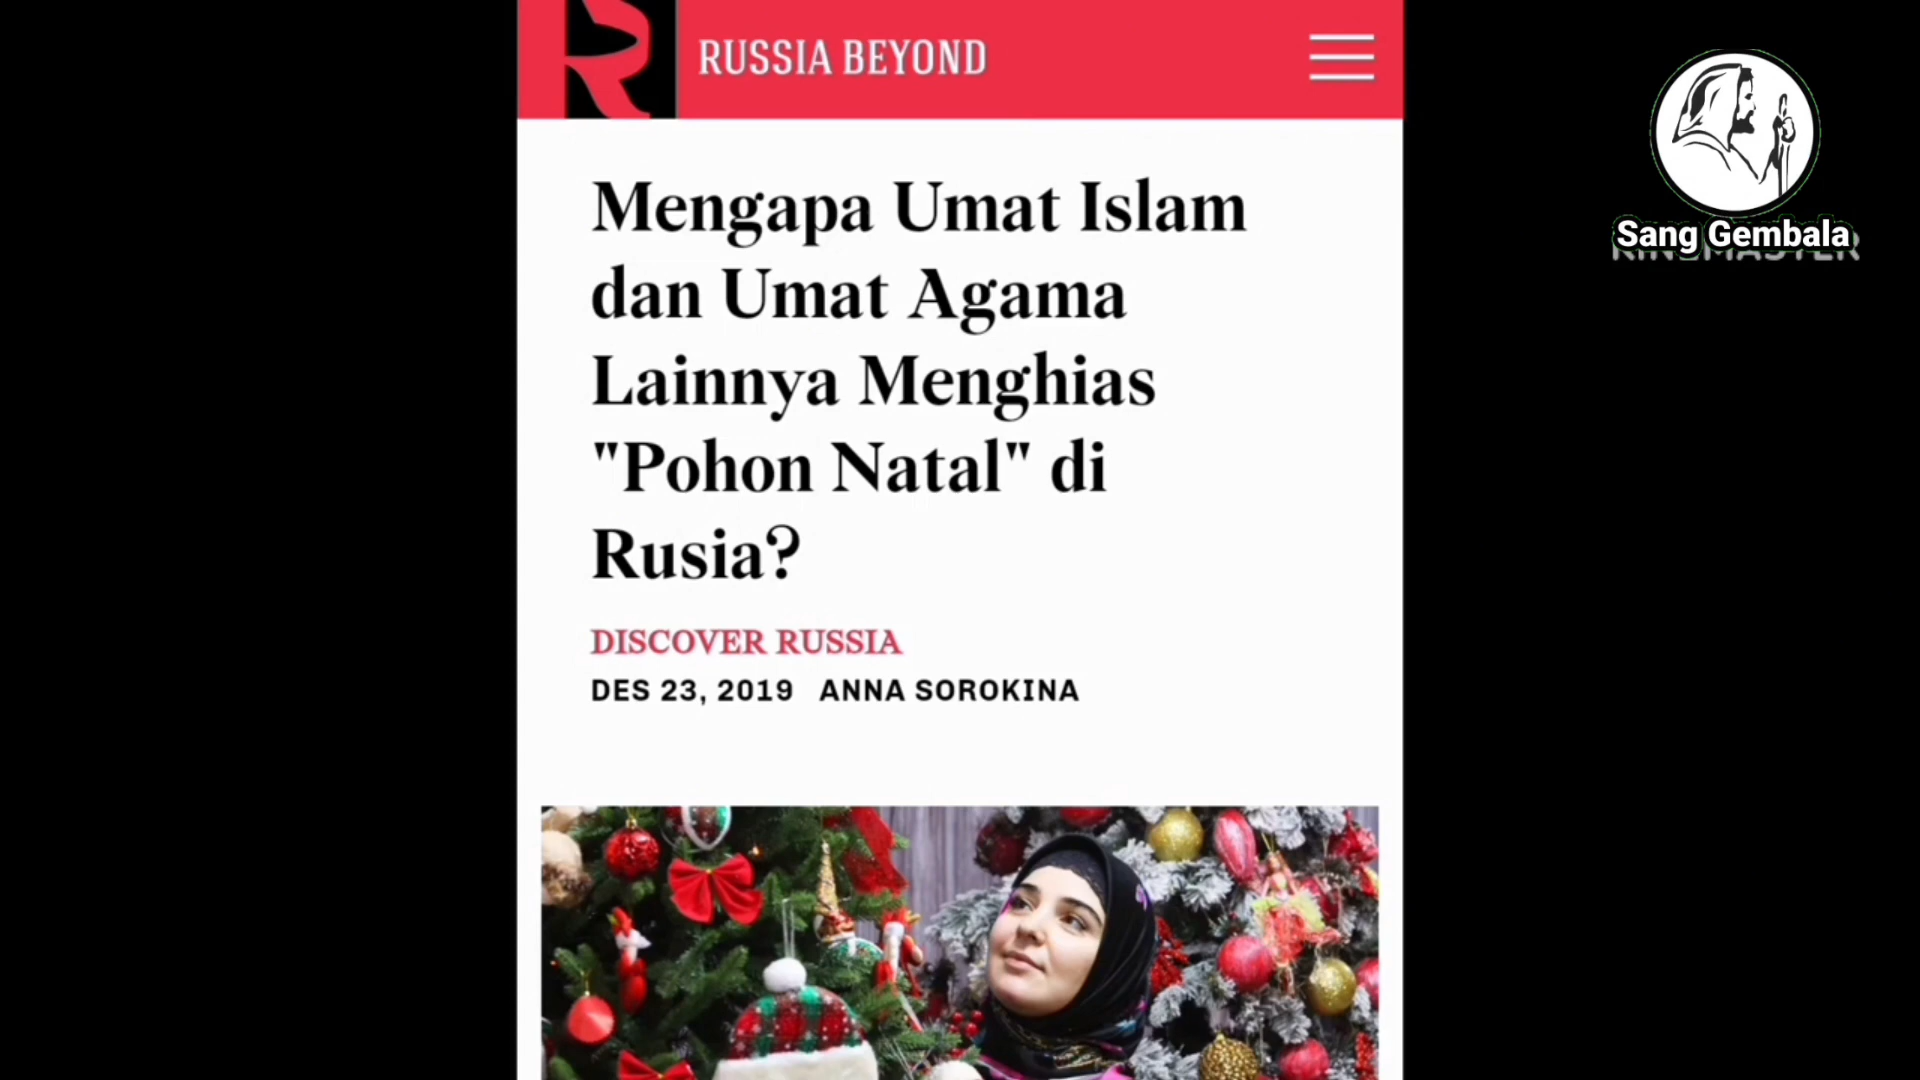 RUSSIA BEYOND
Mengapa Umat Islam
dan Umat Agama
Lainnya Menghias
"Pohon Natal" di
Rusia?
DISCOVER RUSSIA
DES 23, 2019 ANNA SOROKINA
Sang Gembala
KINEMASTER